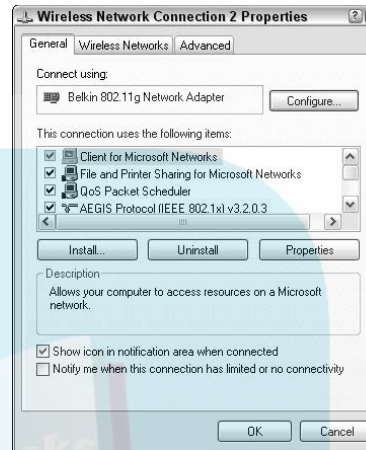 Wireless Network Connection 2 Properties
General Wireless Networks Advanced
Connect using:
Belkin 802.11g Network Adapter Configure...
This connection uses the following items:
Client for Microsoft Networks
File and Printer Sharing for Microsoft Networks
QoS Packet Scheduler
AEGIS Protocol (IEEE 802.1x) v3.2.0.3
Install... Uninstall Properties
Description
Allows your computer to access resources on a Microsoft
network.
Show icon in notification area when connected
Notify me when this connection has limited or no connectivity
OK Cancel